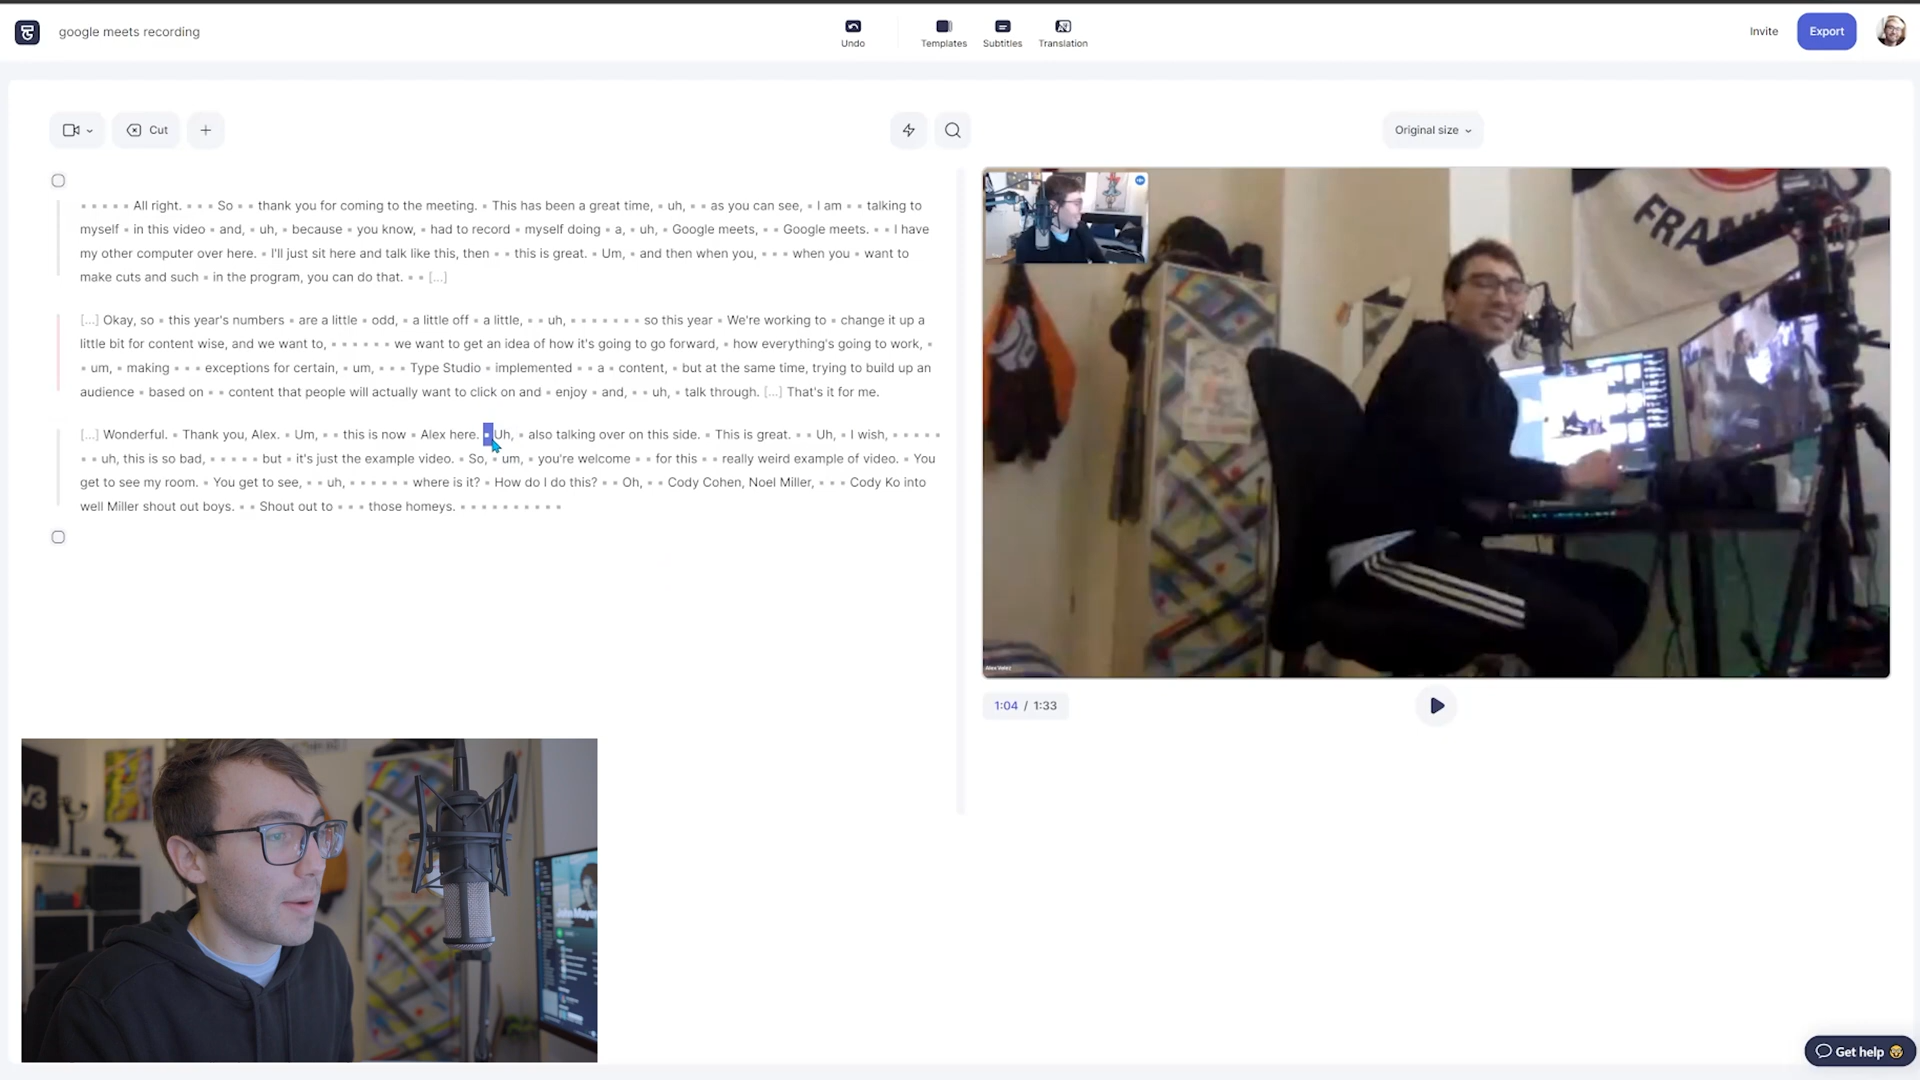 google meets recording
Undo
Templates
Subtitles
Translation
Invite
Export
Cut
Original size
▪ ▪ ▪ ▪ ▪ All right. ▪ ▪ ▪ So ▪ ▪ thank you for coming to the meeting. ▪ This has been a great time, ▪ uh, ▪ ▪ as you can see, ▪ I am ▪ ▪ talking to
myself ▪ in this video ▪ and, ▪ uh, ▪ because ▪ you know, ▪ had to record ▪ myself doing ▪ a, ▪ uh, ▪ Google meets, ▪ ▪ Google meets. ▪ ▪ I have
my other computer over here. ▪ I'll just sit here and talk like this, then ▪ ▪ this is great. ▪ Um, ▪ and then when you, ▪ ▪ ▪ when you ▪ want to
make cuts and such ▪ in the program, you can do that. ▪ ▪ [...]
[...] Okay, so ▪ this year's numbers ▪ are a little ▪ odd, ▪ a little off ▪ a little, ▪ ▪ uh, ▪ ▪ ▪ ▪ ▪ ▪ ▪ so this year ▪ We're working to ▪ change it up a
little bit for content wise, and we want to, ▪ ▪ ▪ ▪ ▪ ▪ we want to get an idea of how it's going to go forward, ▪ how everything's going to work, ▪
▪ um, ▪ making ▪ ▪ ▪ exceptions for certain, ▪ um, ▪ ▪ ▪ Type Studio ▪ implemented ▪ ▪ a ▪ content, ▪ but at the same time, trying to build up an
audience ▪ based on ▪ ▪ content that people will actually want to click on and ▪ enjoy ▪ and, ▪ ▪ uh, ▪ talk through. [...] That's it for me.
[...] Wonderful. ▪ Thank you, Alex. ▪ Um, ▪ ▪ this is now ▪ Alex here. ▪ Uh, ▪ also talking over on this side. ▪ This is great. ▪ ▪ Uh, ▪ I wish, ▪ ▪ ▪ ▪ ▪
▪ ▪ uh, this is so bad, ▪ ▪ ▪ ▪ ▪ but ▪ it's just the example video. ▪ So, ▪ um, ▪ you're welcome ▪ ▪ for this ▪ ▪ really weird example of video. ▪ You
get to see my room. ▪ You get to see, ▪ ▪ uh, ▪ ▪ ▪ ▪ ▪ ▪ where is it? ▪ How do I do this? ▪ ▪ Oh, ▪ ▪ Cody Cohen, Noel Miller, ▪ ▪ ▪ Cody Ko into
well Miller shout out boys. ▪ ▪ Shout out to ▪ ▪ ▪ those homeys. ▪ ▪ ▪ ▪ ▪ ▪ ▪ ▪ ▪ ▪
1:04 / 1:33
John Mayer
Get help